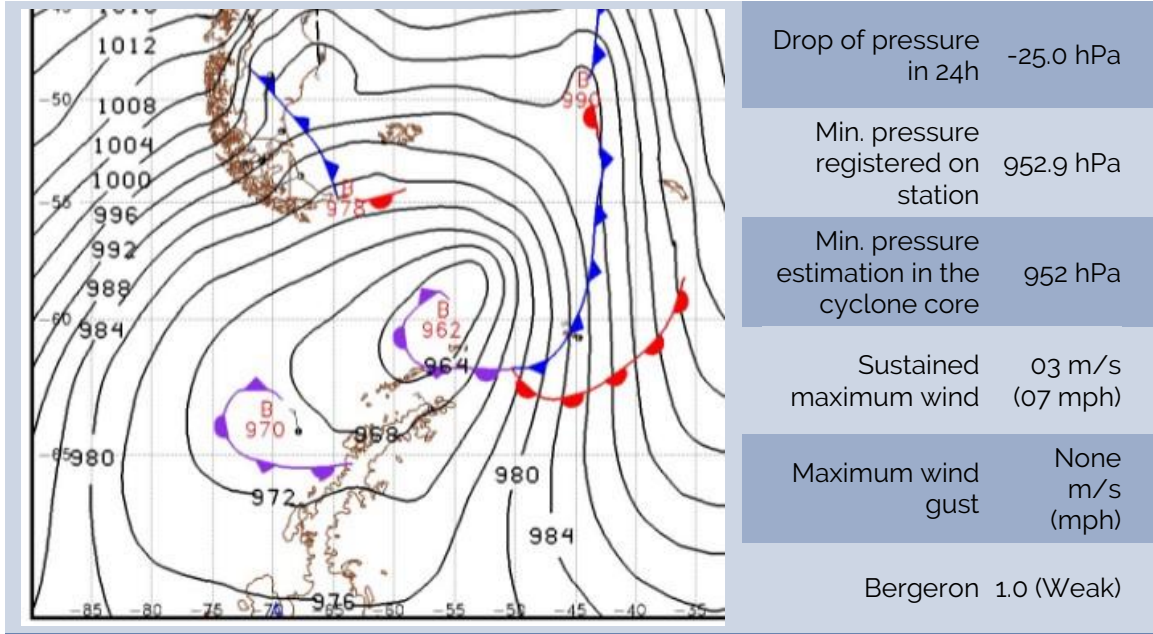 1012
-50
1008
B
990
1004
1000
B
978
-55
996
992
988
B
962
-60
984
964
B
970
968
-65
980
980
972
984
976
-85
-80
-75
-70
-65
-60
-55
-50
-45
-40
-35
Drop of pressure
in 24h
-25.0 hPa
Min. pressure
registered on
station
952.9 hPa
Min. pressure
estimation in the
cyclone core
952 hPa
Sustained
maximum wind
03 m/s
(07 mph)
Maximum wind
gust
None
m/s
(mph)
Bergeron
1.0 (Weak)